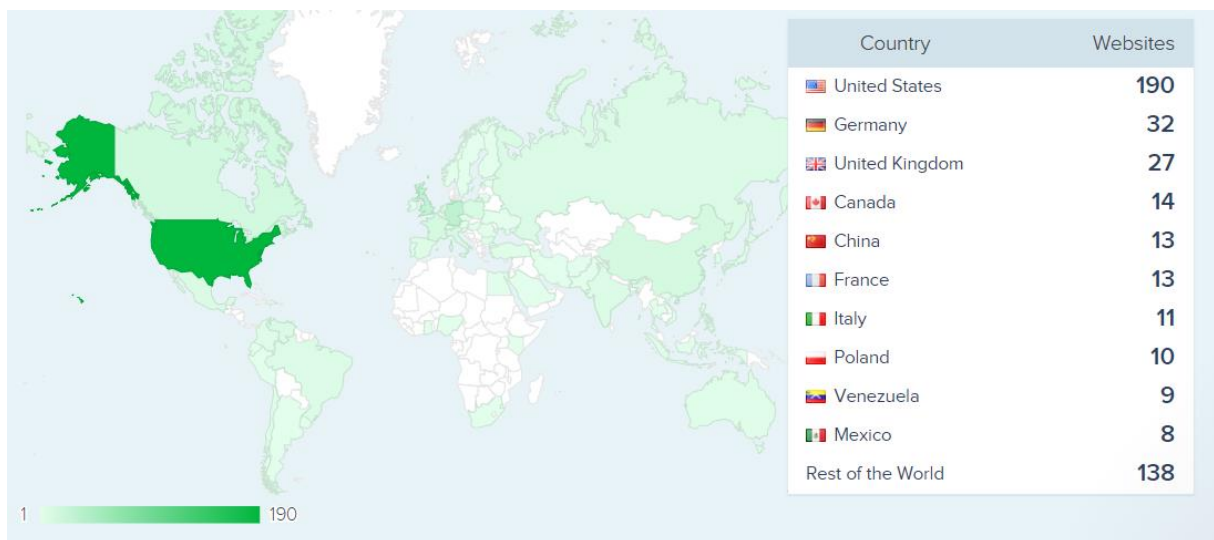 Country Websites
United States 190
Germany 32
United Kingdom 27
Canada 14
China 13
France 13
Italy 11
Poland 10
Venezuela 9
Mexico 8
Rest of the World 138
1 190